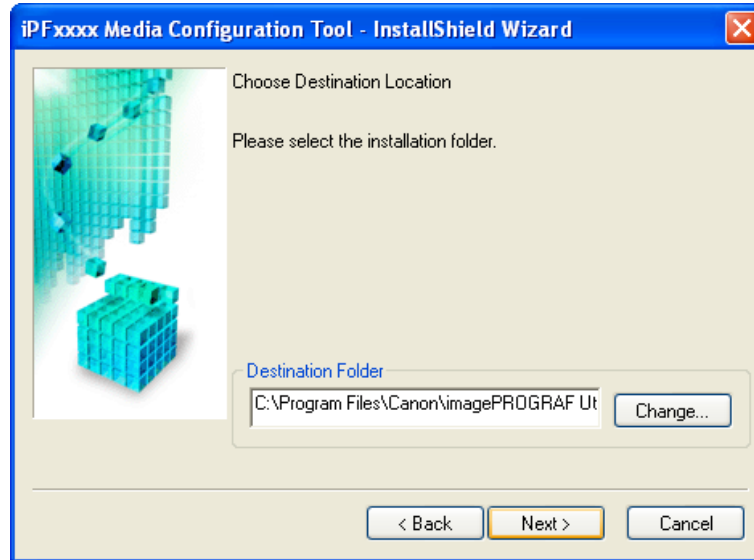 iPFxxxx Media Configuration Tool - InstallShield Wizard
Choose Destination Location
Please select the installation folder.
Destination Folder
C:\Program Files\Canon\imagePROGRAF Ut
Change...
< Back
Next >
Cancel